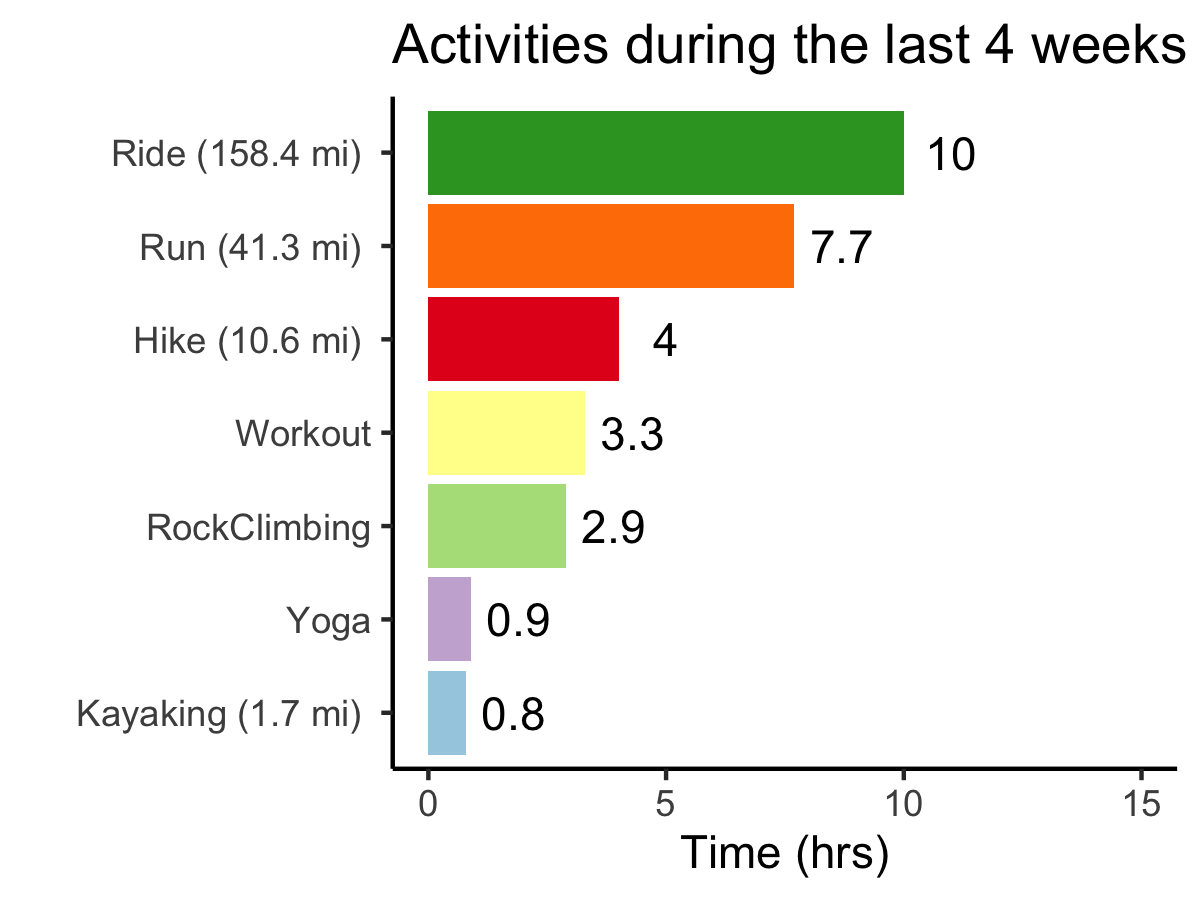 Activities during the last 4 weeks
Ride (158.4 mi) 10
Run (41.3 mi) 7.7
Hike (10.6 mi) 4
Workout 3.3
RockClimbing 2.9
Yoga 0.9
Kayaking (1.7 mi) 0.8
0 5 10 15
Time (hrs)